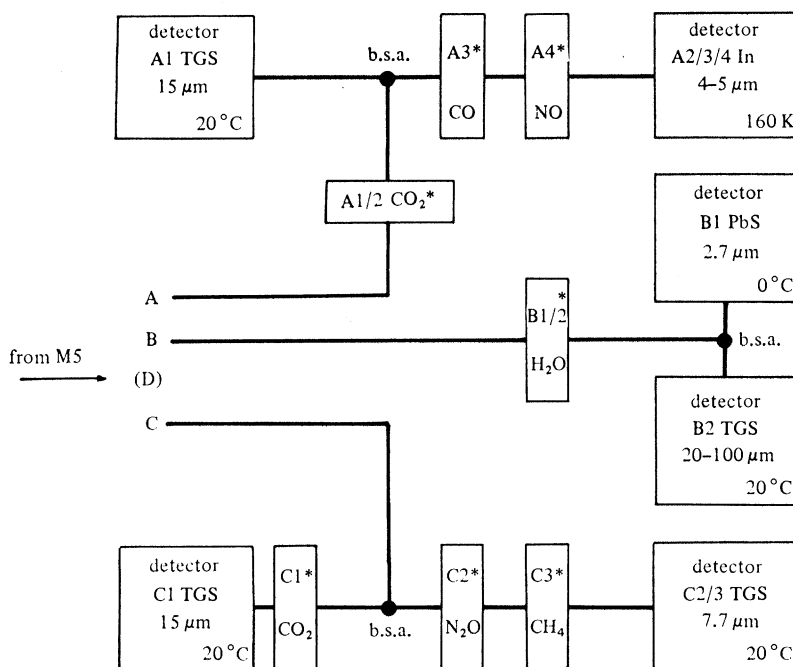 detector
A1 TGS
15 μm
20°C
b.s.a.
A3*
CO
A4*
NO
detector
A2/3/4 In
4–5 μm
160 K
A1/2 CO₂*
detector
B1 PbS
2.7 μm
0°C
A
B
from M5
(D)
C
*
B1/2
H₂O
b.s.a.
detector
B2 TGS
20–100 μm
20°C
detector
C1 TGS
15 μm
20°C
C1*
CO₂
b.s.a.
C2*
N₂O
C3*
CH₄
detector
C2/3 TGS
7.7 μm
20°C